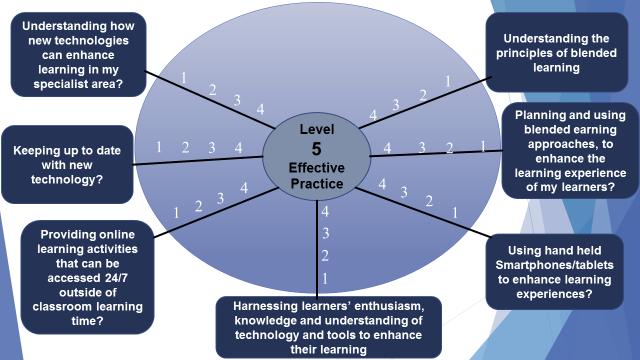 Understanding how
new technologies
can enhance
learning in my
specialist area?
1 2 3 4
Understanding the
principles of blended
learning
4 3 2 1
Keeping up to date
with new
technology?
1 2 3 4
Level
5
Effective
Practice
4 3 2 1
Planning and using
blended earning
approaches, to
enhance the
learning experience
of my learners?
Providing online
learning activities
that can be
accessed 24/7
outside of
classroom learning
time?
1 2 3 4
4
3
2
1
Harnessing learners’ enthusiasm,
knowledge and understanding of
technology and tools to enhance
their learning
4 3 2 1
Using hand held
Smartphones/tablets
to enhance learning
experiences?